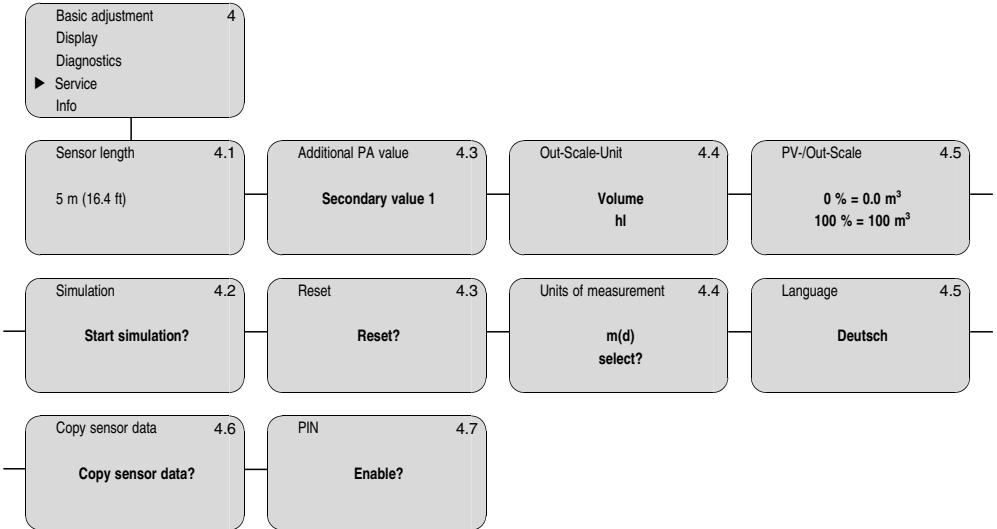 Basic adjustment 4
Display
Diagnostics
▶ Service
Info
Sensor length 4.1
5 m (16.4 ft)
Additional PA value 4.3
Secondary value 1
Out-Scale-Unit 4.4
Volume
hl
PV-/Out-Scale 4.5
0 % = 0.0 m³
100 % = 100 m³
Simulation 4.2
Start simulation?
Reset 4.3
Reset?
Units of measurement 4.4
m(d)
select?
Language 4.5
Deutsch
Copy sensor data 4.6
Copy sensor data?
PIN 4.7
Enable?